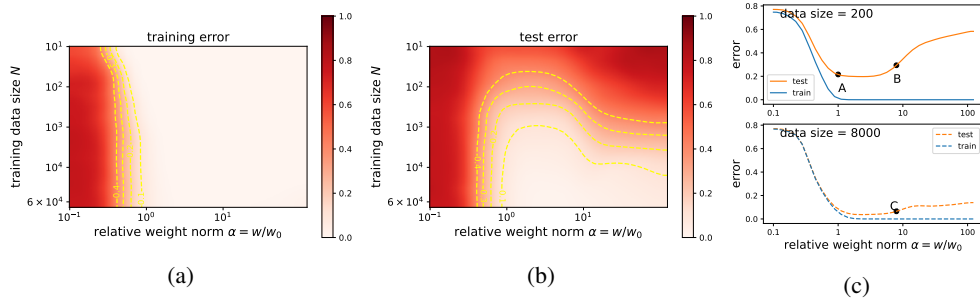 training error
training data size N
10¹
10²
10³
10⁴
6 × 10⁴
10⁻¹
10⁰
10¹
relative weight norm α = w/w₀
1.0
0.8
0.6
0.4
0.2
0.0
(a)
test error
training data size N
10¹
10²
10³
10⁴
6 × 10⁴
10⁻¹
10⁰
10¹
relative weight norm α = w/w₀
1.0
0.8
0.6
0.4
0.2
0.0
(b)
data size = 200
error
0.8
0.6
0.4
0.2
0.0
test
train
A
B
0.1
1
10
100
data size = 8000
error
0.8
0.6
0.4
0.2
0.0
test
train
C
0.1
1
10
100
relative weight norm α = w/w₀
(c)